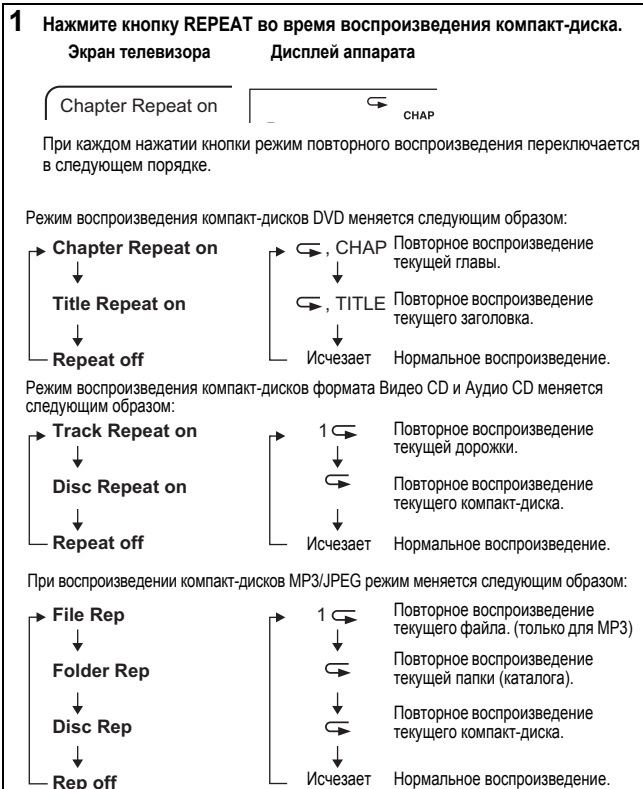 1 Нажмите кнопку REPEAT во время воспроизведения компакт-диска.
Экран телевизора Дисплей аппарата
Chapter Repeat on CHAP
При каждом нажатии кнопки режим повторного воспроизведения переключается
в следующем порядке.
Режим воспроизведения компакт-дисков DVD меняется следующим образом:
Chapter Repeat on , CHAP Повторное воспроизведение
текущей главы.
Title Repeat on , TITLE Повторное воспроизведение
текущего заголовка.
Repeat off Исчезает Нормальное воспроизведение.
Режим воспроизведения компакт-дисков формата Видео CD и Аудио CD меняется
следующим образом:
Track Repeat on 1 Повторное воспроизведение
текущей дорожки.
Disc Repeat on Повторное воспроизведение
текущего компакт-диска.
Repeat off Исчезает Нормальное воспроизведение.
При воспроизведении компакт-дисков MP3/JPEG режим меняется следующим образом:
File Rep 1 Повторное воспроизведение
текущего файла. (только для MP3)
Folder Rep Повторное воспроизведение
текущей папки (каталога).
Disc Rep Повторное воспроизведение
текущего компакт-диска.
Rep off Исчезает Нормальное воспроизведение.